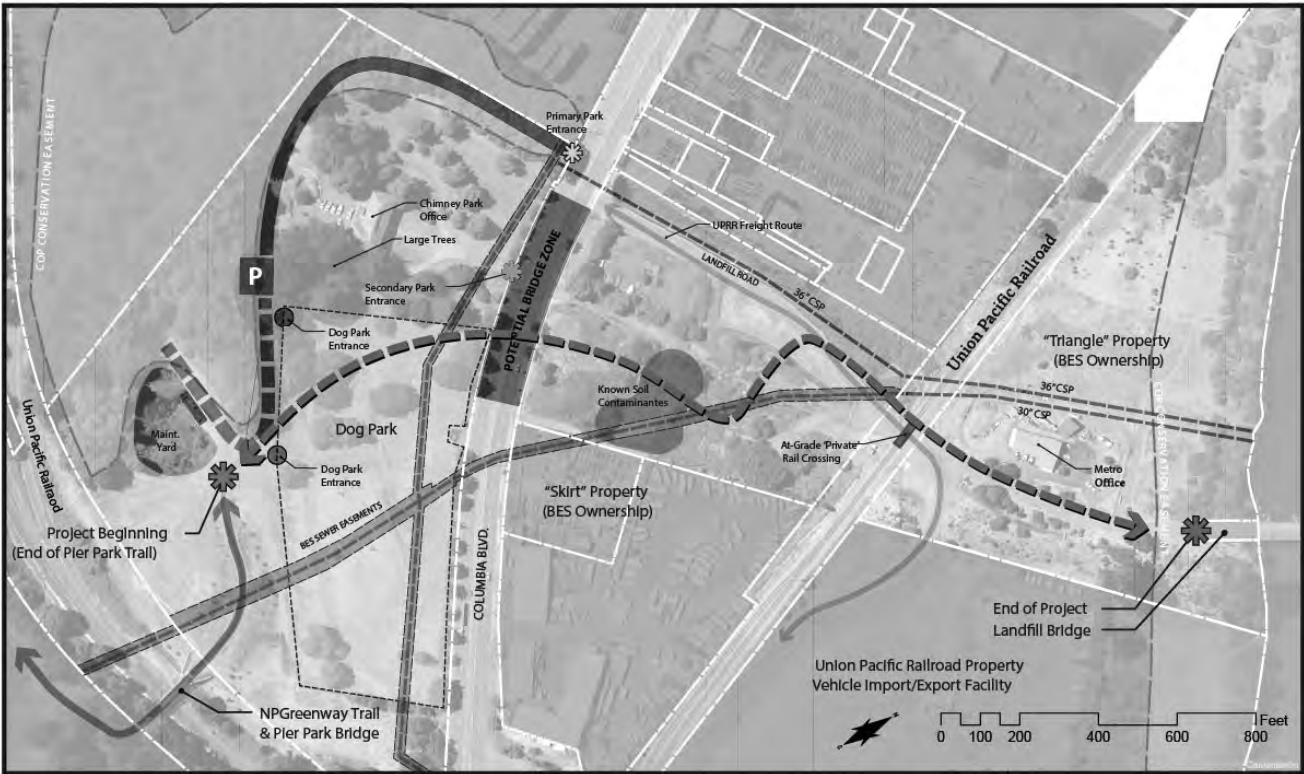 COP CONSERVATION EASEMENT
Primary Park
Entrance
Chimney Park
Office
Large Trees
UPRR Freight Route
LANDFILL ROAD
36" CSP
P
Secondary Park
Entrance
POTENTIAL BRIDGE ZONE
Union Pacific Railroad
Dog Park
Entrance
"Triangle" Property
(BES Ownership)
Known Soil
Contaminantes
36"CSP
30" CSP
Union Pacific Railraod
Maint.
Yard
Dog Park
At-Grade 'Private'
Rail Crossing
Metro
Office
Dog Park
Entrance
"Skirt" Property
(BES Ownership)
Project Beginning
(End of Pier Park Trail)
BES SEWER EASEMENTS
COLUMBIA BLVD.
End of Project
Landfill Bridge
Union Pacific Railroad Property
Vehicle Import/Export Facility
NPGreenway Trail
& Pier Park Bridge
Feet
0 100 200 400 600 800